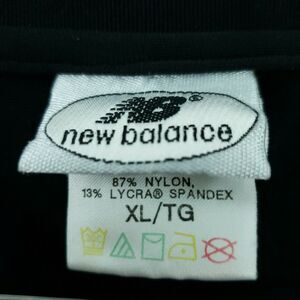 NB
new balance
87% NYLON,
13% LYCRA® SPANDEX
XL/TG